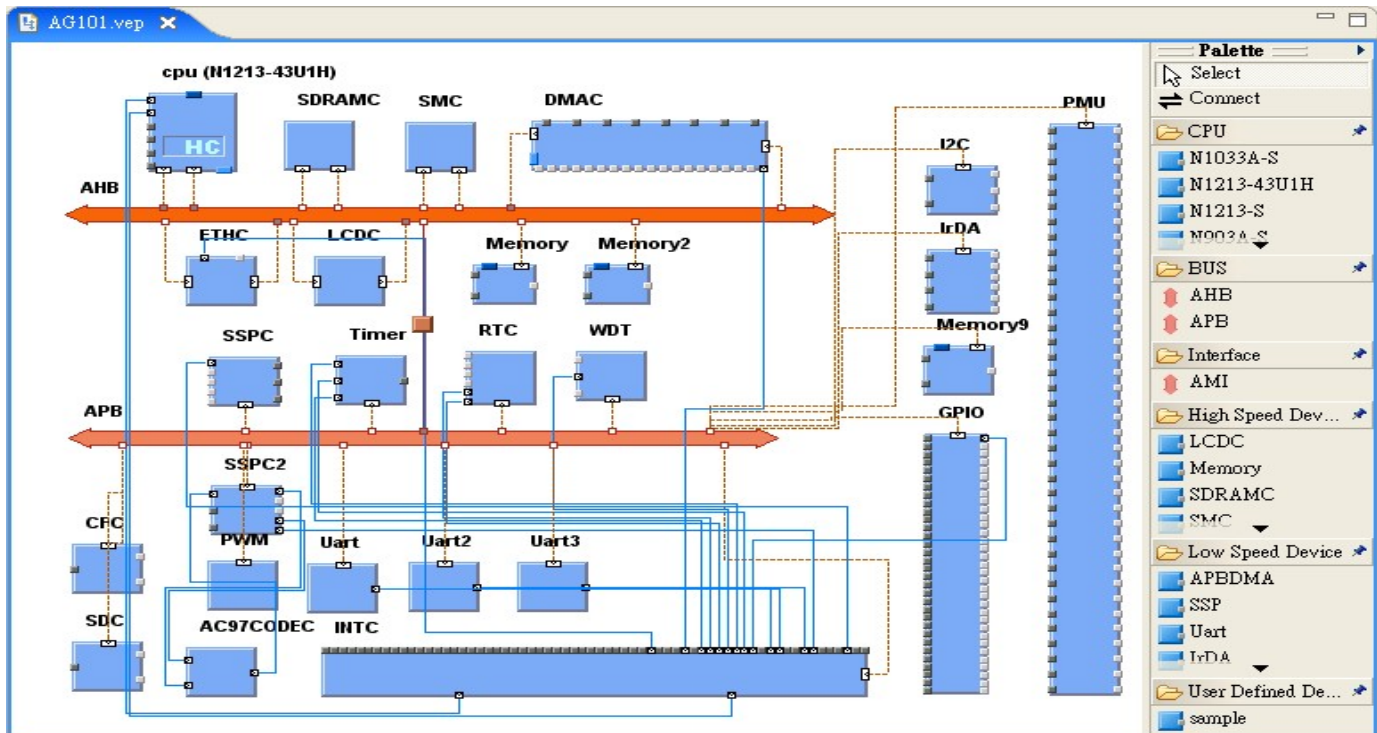 AG101.vep
cpu (N1213-43U1H)
HC
SDRAMC
SMC
DMAC
PMU
I2C
AHB
ETHC
LCDC
Memory
Memory2
IrDA
SSPC
Timer
RTC
WDT
Memory9
APB
GPIO
SSPC2
CFC
PWM
Uart
Uart2
Uart3
SDC
AC97CODEC
INTC
Palette
Select
Connect
CPU
N1033A-S
N1213-43U1H
N1213-S
N903A-S
BUS
AHB
APB
Interface
AMI
High Speed Dev...
LCDC
Memory
SDRAMC
SMC
Low Speed Device
APBDMA
SSP
Uart
IrDA
User Defined De...
sample